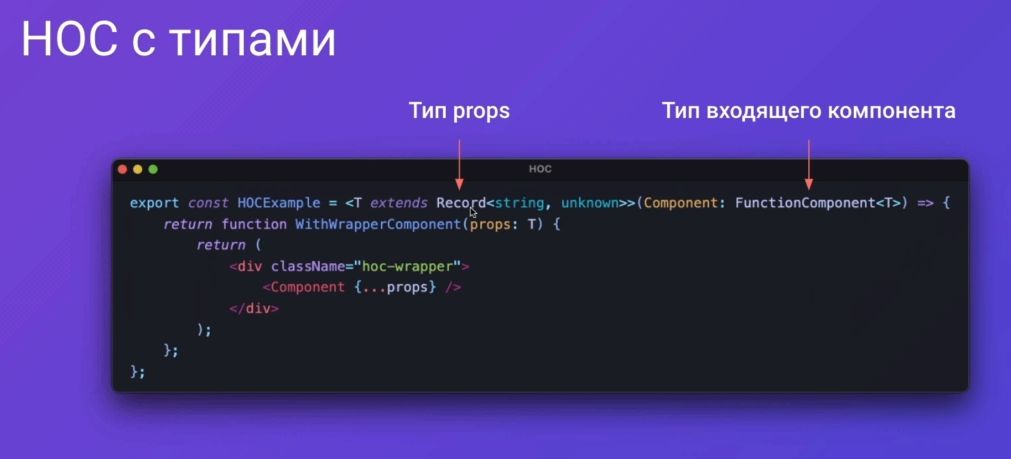 HOC с типами
Тип props
Тип входящего компонента
HOC
export const HOCExample = <T extends Record<string, unknown>>(Component: FunctionComponent<T>) => {
return function WithWrapperComponent(props: T) {
return (
<div className="hoc-wrapper">
<Component {...props} />
</div>
);
};
};